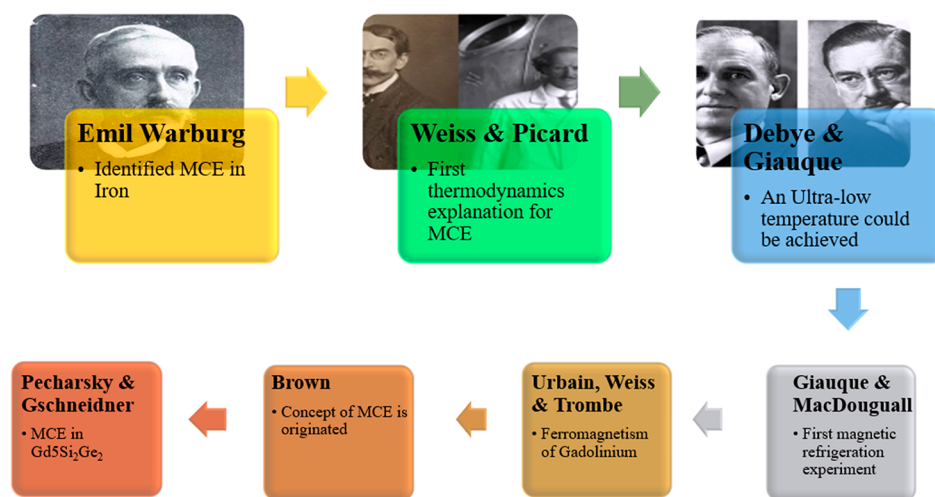 Emil Warburg
• Identified MCE in
Iron
Weiss & Picard
• First
thermodynamics
explanation for
MCE
Debye &
Giauque
• An Ultra-low
temperature could
be achieved
Giauque &
MacDouguall
• First magnetic
refrigeration
experiment
Urbain, Weiss
& Trombe
• Ferromagnetism
of Gadolinium
Brown
• Concept of MCE is
originated
Pecharsky &
Gschneidner
• MCE in
Gd5Si₂Ge₂